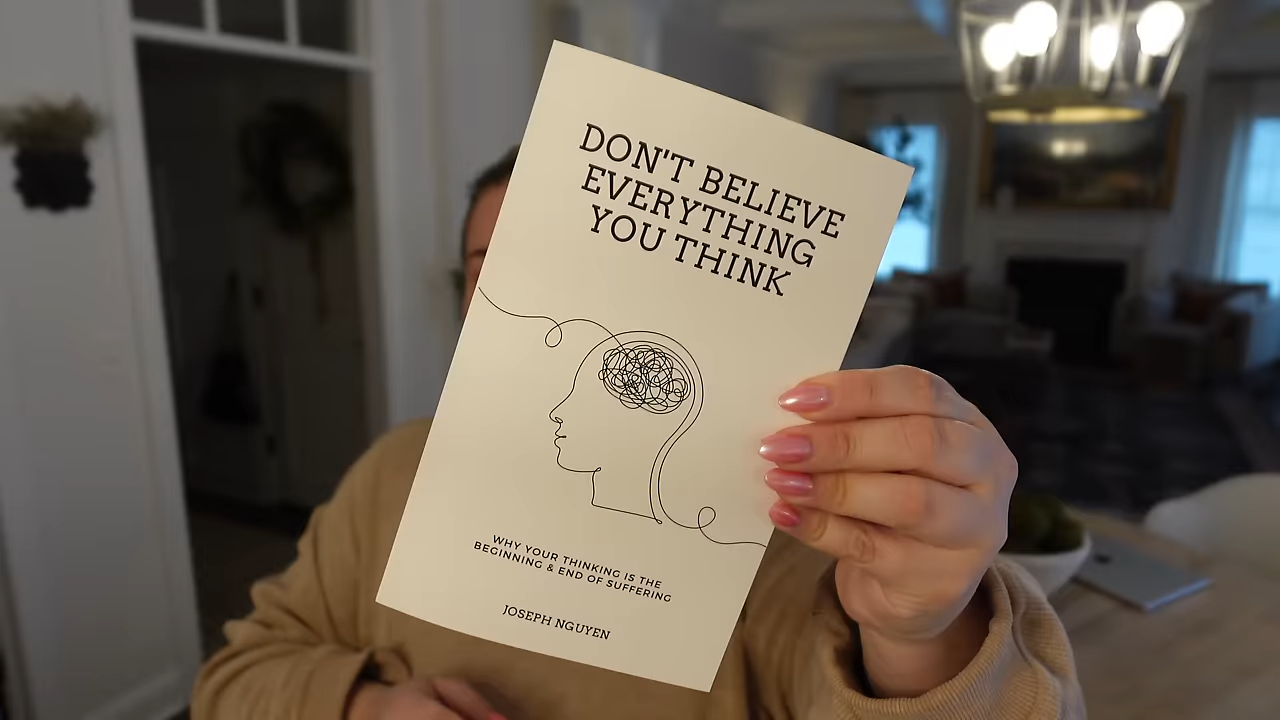 DON'T BELIEVE
EVERYTHING
YOU THINK
WHY YOUR THINKING IS THE
BEGINNING & END OF SUFFERING
JOSEPH NGUYEN